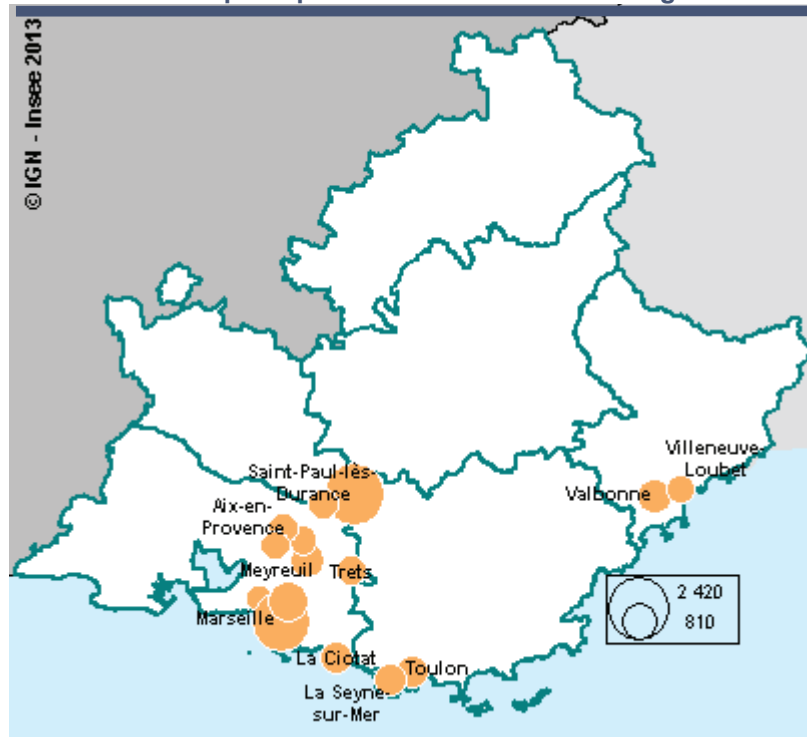 © IGN - Insee 2013
Saint-Paul-lès-
Durance
Aix-en-
Provence
Villeneuve-
Loubet
Valbonne
Meyreuil
Trets
Marseille
La Ciotat
Toulon
La Seyne-
sur-Mer
2 420
810